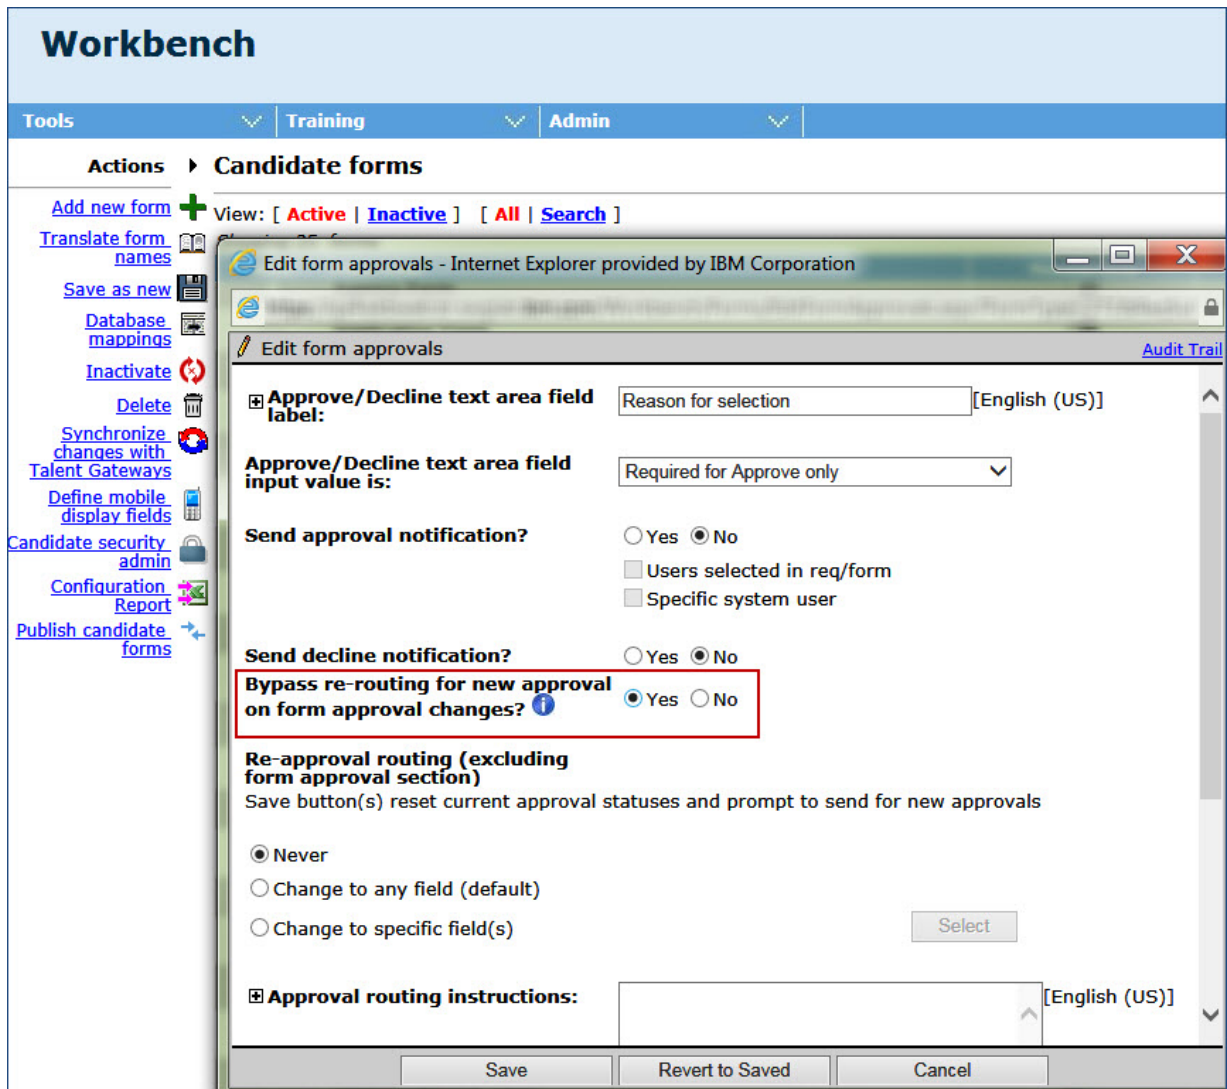 Workbench
Tools
Training
Admin
Actions
Candidate forms
Add new form
View: [ Active | Inactive ] [ All | Search ]
Translate form
names
Save as new
Database
mappings
Inactivate
Delete
Synchronize
changes with
Talent Gateways
Define mobile
display fields
Candidate security
admin
Configuration
Report
Publish candidate
forms
Edit form approvals - Internet Explorer provided by IBM Corporation
Edit form approvals
Audit Trail
Approve/Decline text area field
label:
Reason for selection
[English (US)]
Approve/Decline text area field
input value is:
Required for Approve only
Send approval notification?
Yes No
Users selected in req/form
Specific system user
Send decline notification?
Yes No
Bypass re-routing for new approval
on form approval changes?
Yes No
Re-approval routing (excluding
form approval section)
Save button(s) reset current approval statuses and prompt to send for new approvals
Never
Change to any field (default)
Change to specific field(s)
Select
Approval routing instructions:
[English (US)]
Save
Revert to Saved
Cancel